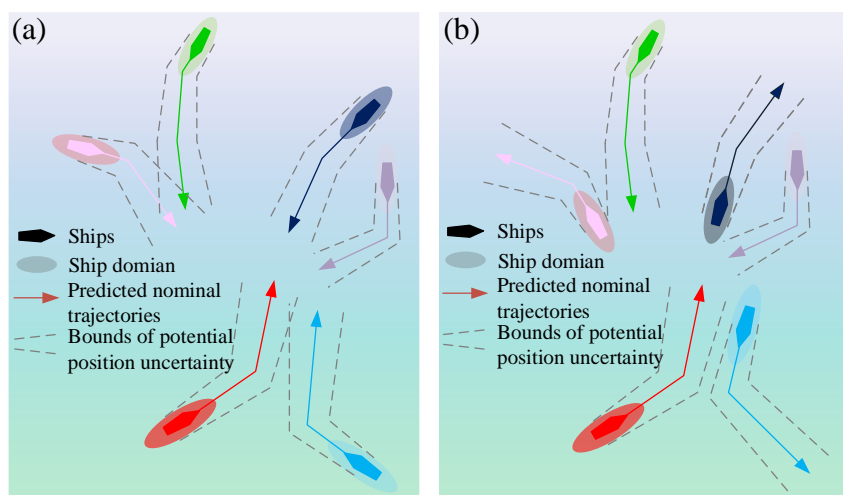 (a)
Ships
Ship domian
Predicted nominal
trajectories
Bounds of potential
position uncertainty
(b)
Ships
Ship domian
Predicted nominal
trajectories
Bounds of potential
position uncertainty